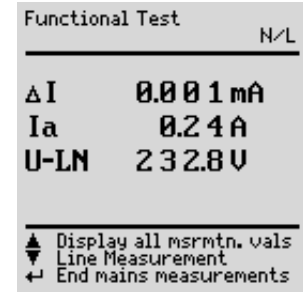 Functional Test
N/L
ΔI 0.001mA
Ia 0.24A
U-LN 232.8V
Display all msrmtn. vals
Line Measurement
End mains measurements